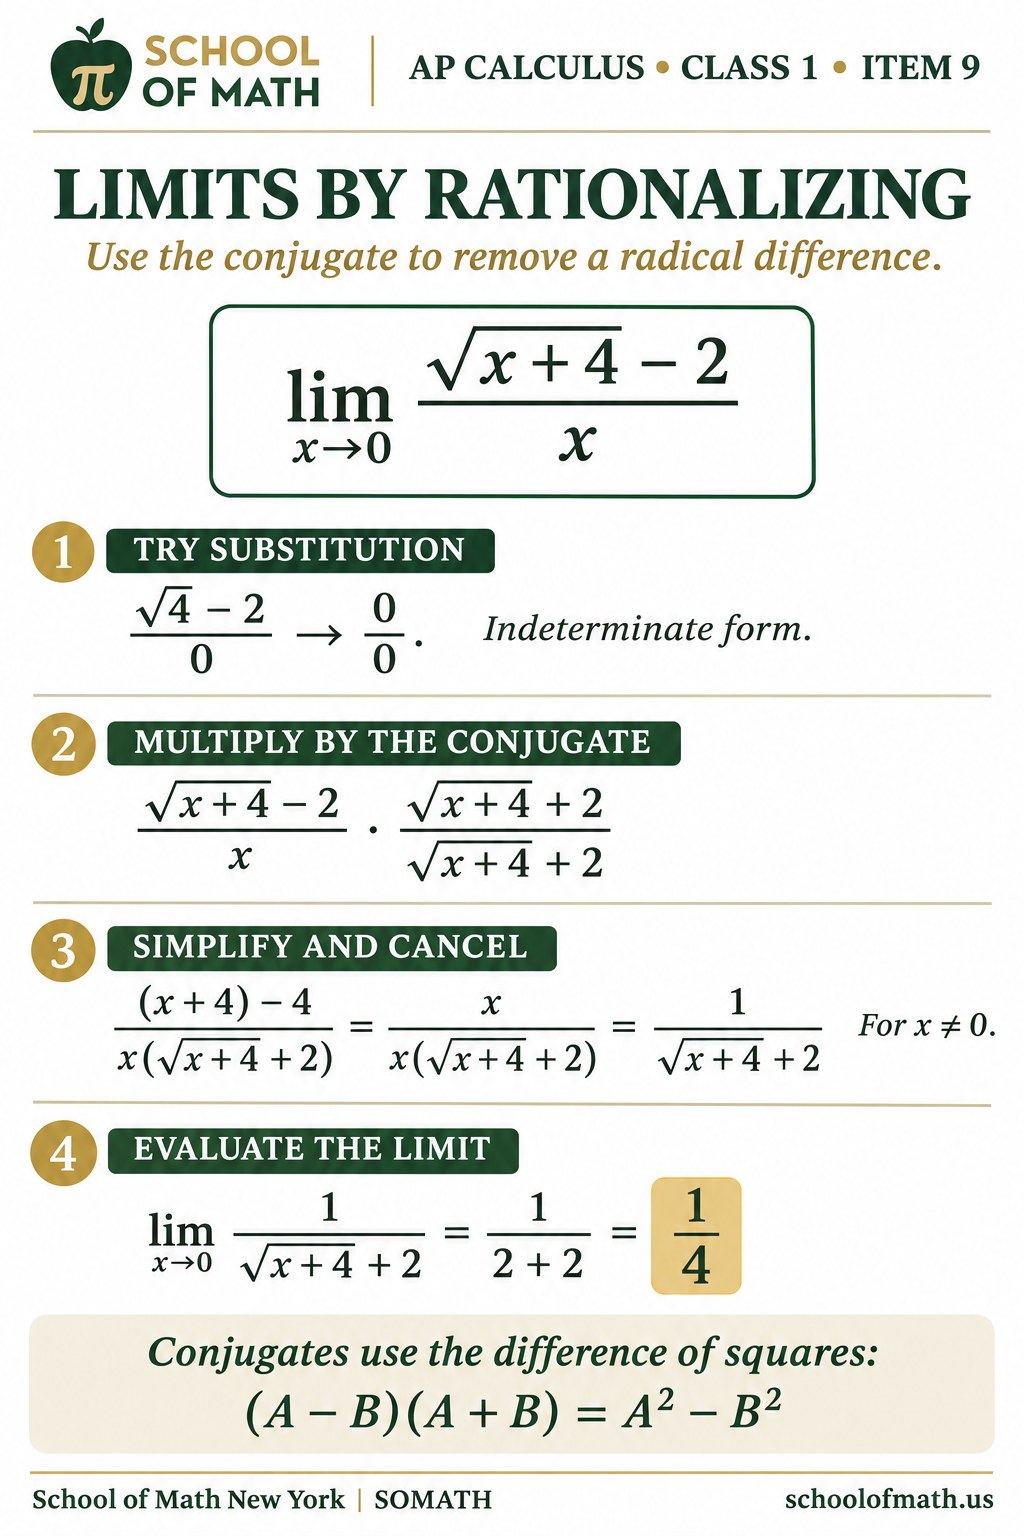 SCHOOL
OF MATH
AP CALCULUS • CLASS 1 • ITEM 9
LIMITS BY RATIONALIZING
Use the conjugate to remove a radical difference.
lim x→0 (√(x + 4) − 2)/x
1 TRY SUBSTITUTION
(√4 − 2)/0 → 0/0. Indeterminate form.
2 MULTIPLY BY THE CONJUGATE
(√(x + 4) − 2)/x · (√(x + 4) + 2)/(√(x + 4) + 2)
3 SIMPLIFY AND CANCEL
((x + 4) − 4)/(x(√(x + 4) + 2)) = x/(x(√(x + 4) + 2)) = 1/(√(x + 4) + 2) For x ≠ 0.
4 EVALUATE THE LIMIT
lim x→0 1/(√(x + 4) + 2) = 1/(2 + 2) = 1/4
Conjugates use the difference of squares:
(A − B)(A + B) = A² − B²
School of Math New York | SOMATH
schoolofmath.us